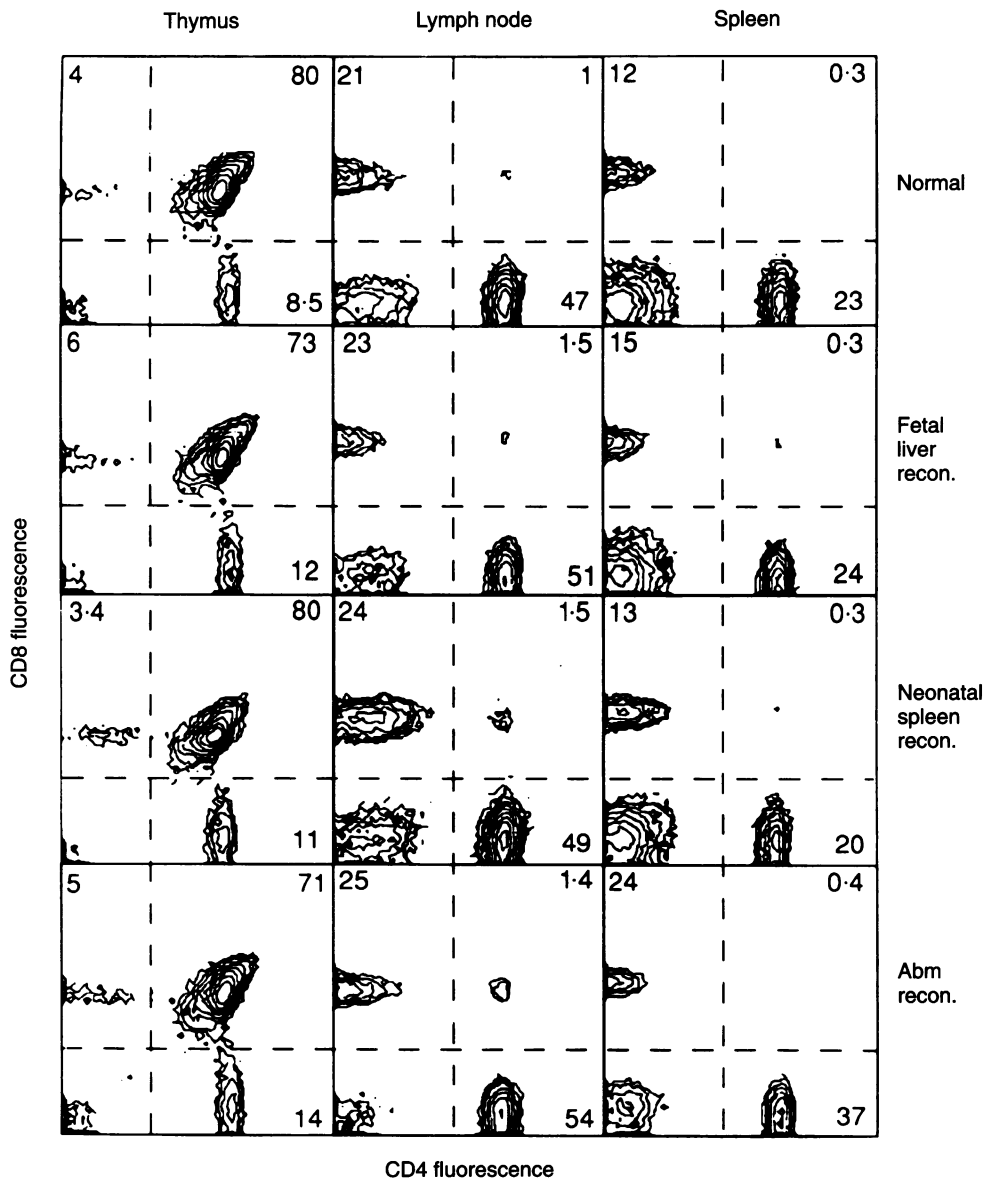 Thymus Lymph node Spleen
4 80 21 1 12 0·3
Normal
8·5 47 23
6 73 23 1·5 15 0·3
Fetal
liver
recon.
12 51 24
3·4 80 24 1·5 13 0·3
Neonatal
spleen
recon.
11 49 20
5 71 25 1·4 24 0·4
Abm
recon.
14 54 37
CD8 fluorescence
CD4 fluorescence